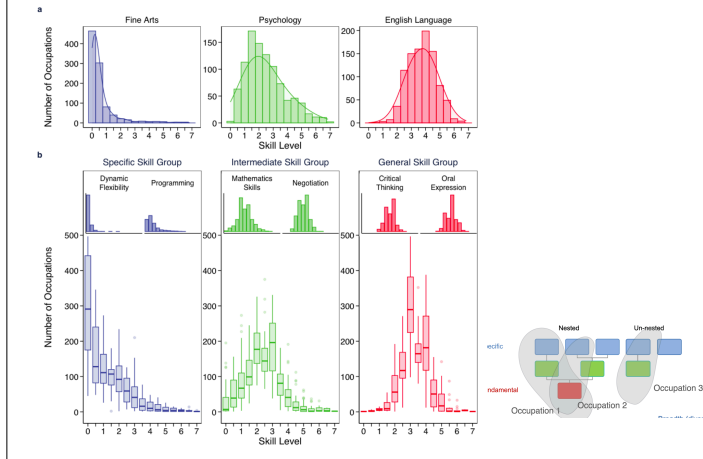 a
Fine Arts
Psychology
English Language
Number of Occupations
400
300
200
100
0
0 1 2 3 4 5 6 7
150
100
50
0
0 1 2 3 4 5 6 7
200
150
100
50
0
0 1 2 3 4 5 6 7
Skill Level
b
Specific Skill Group
Intermediate Skill Group
General Skill Group
Dynamic
Flexibility
Programming
Mathematics
Skills
Negotiation
Critical
Thinking
Oral
Expression
Number of Occupations
500
400
300
200
100
0
0 1 2 3 4 5 6 7
500
400
300
200
100
0
0 1 2 3 4 5 6 7
500
400
300
200
100
0
0 1 2 3 4 5 6 7
Skill Level
Nested
Un-nested
ecific
ndamental
Occupation 1
Occupation 2
Occupation 3